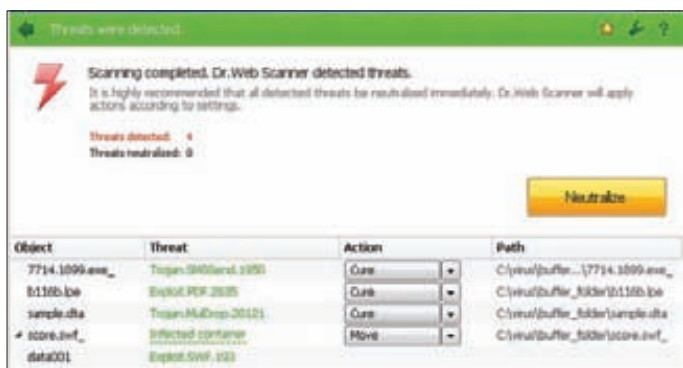 Threats were detected.
Scanning completed. Dr.Web Scanner detected threats.
It is highly recommended that all detected threats be neutralized immediately. Dr.Web Scanner will apply
actions according to settings.
Threats detected: 4
Threats neutralized: 0
Neutralize
Object Threat Action Path
7714.1099.exe_ Trojan.SMSSend.1950 Cure C:\virus\buffer...\7714.1099.exe_
b116b.lpe Exploit.PDF.2835 Cure C:\virus\buffer_folder\b116b.lpe
sample.dta Trojan.MulDrop.20121 Cure C:\virus\buffer_folder\sample.dta
score.swf_ Infected container Move C:\virus\buffer_folder\score.swf_
data001 Exploit.SWF.193